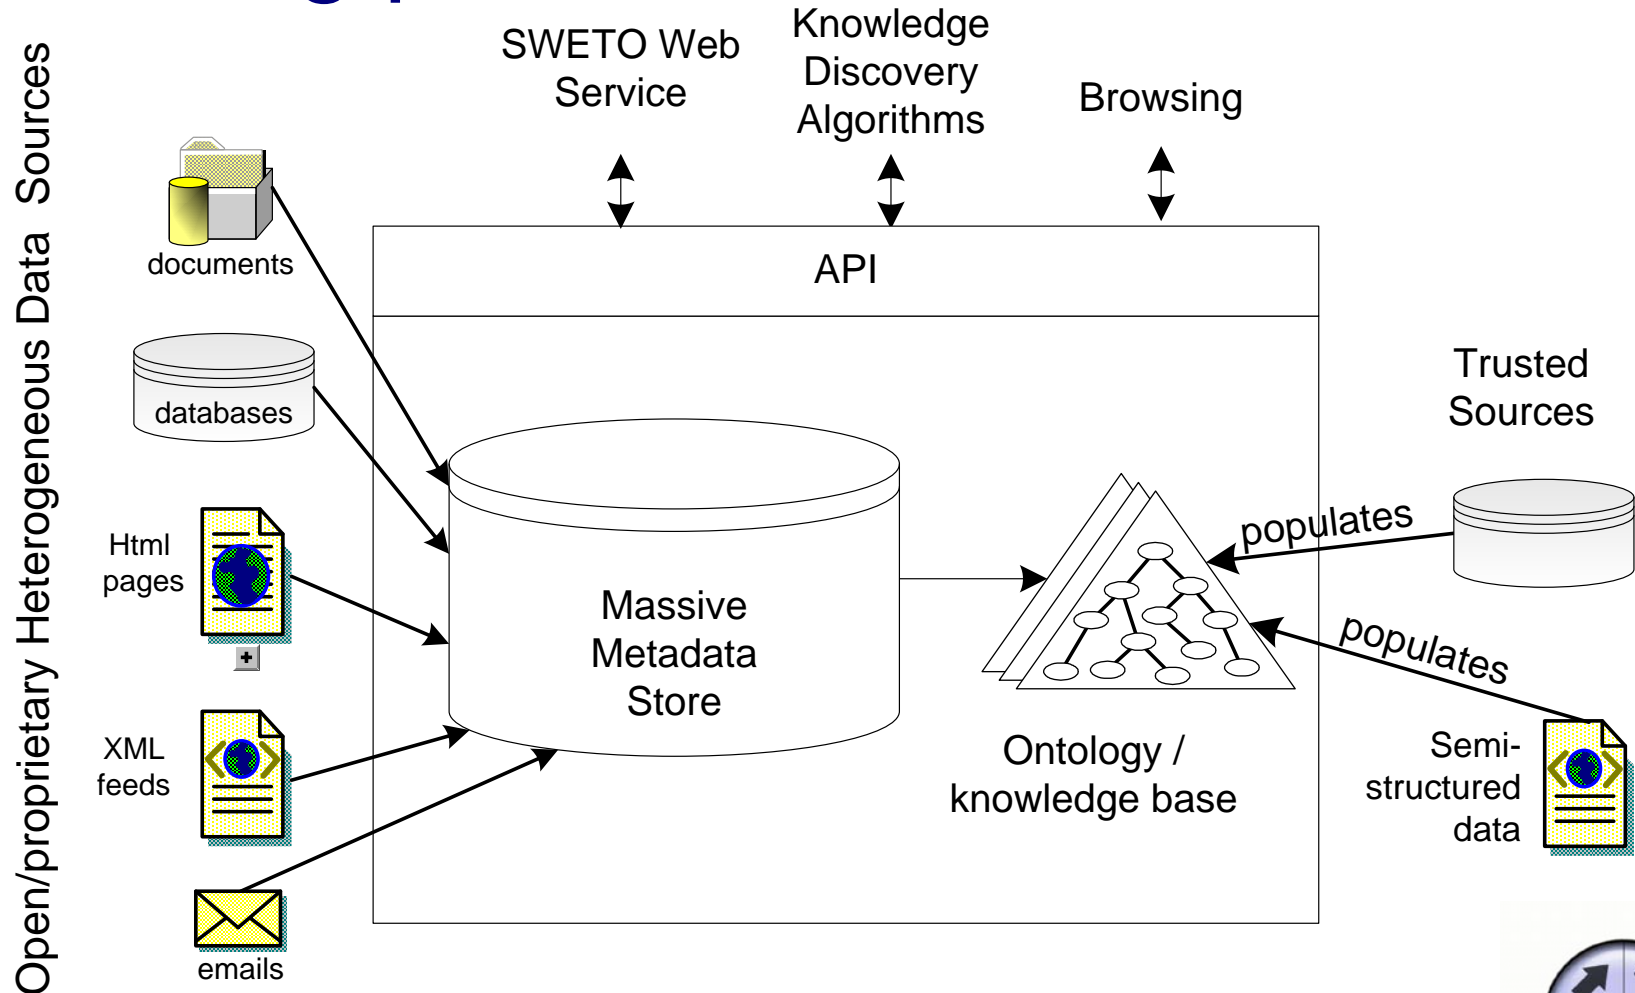 SWETO Web
Service
Knowledge
Discovery
Algorithms
Browsing
Open/proprietary Heterogeneous Data Sources
documents
API
databases
Trusted
Sources
Html
pages
populates
Massive
Metadata
Store
populates
XML
feeds
Ontology /
knowledge base
Semi-
structured
data
emails